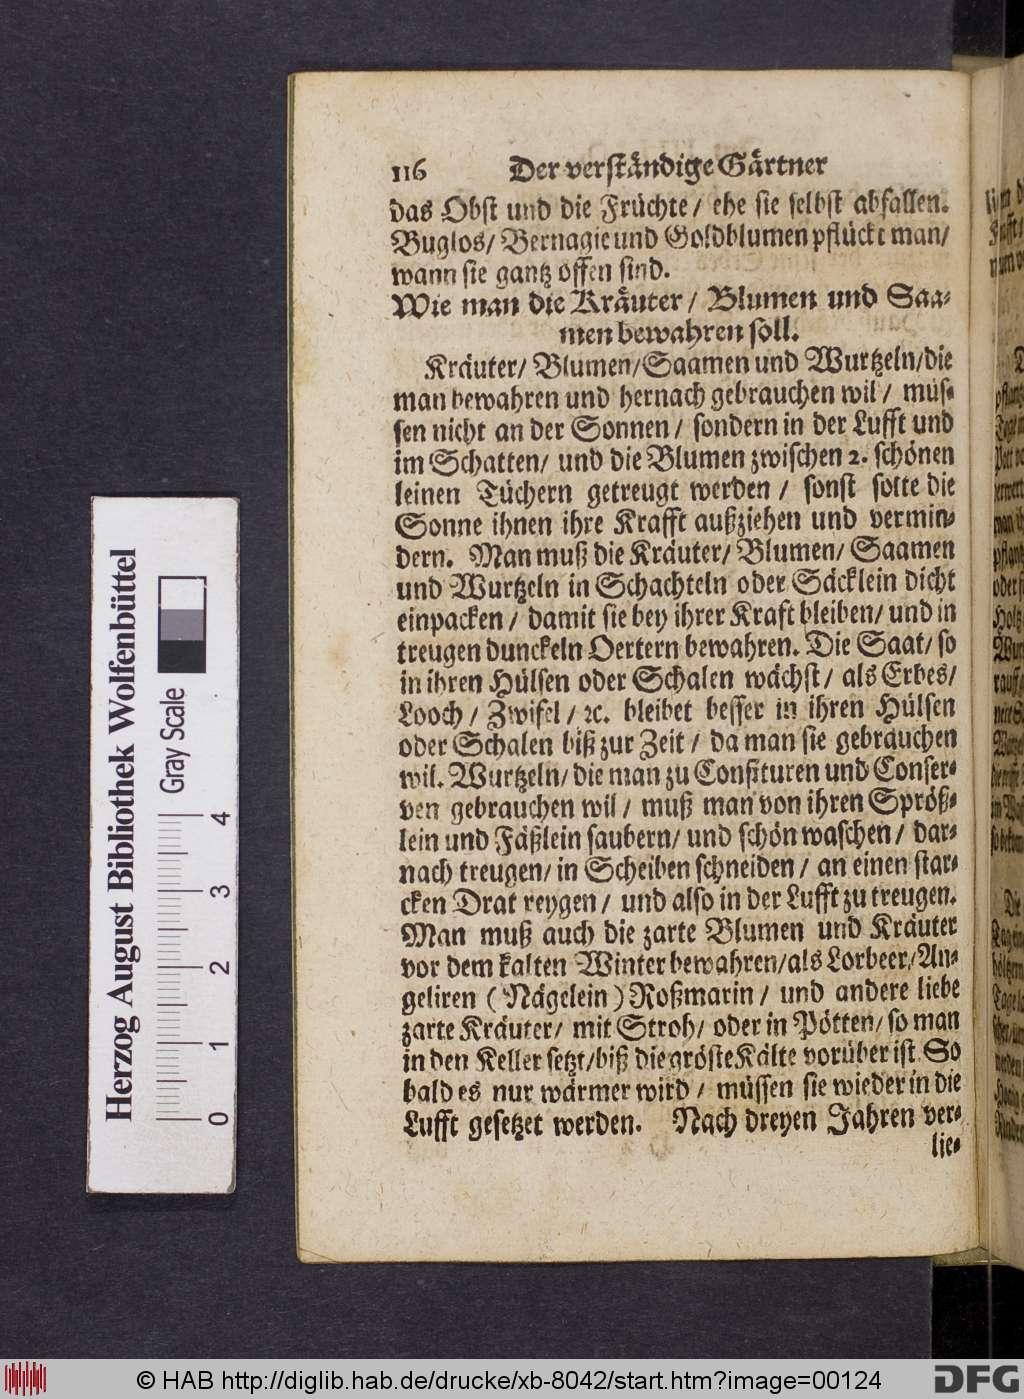 116 Der verständige Gärtner
das Obst und die Früchte/ ehe sie selbst abfallen.
Buglos/ Bernagie und Goldblumen pflückt man/
wann sie gantz offen sind.
Wie man die Kräuter/ Blumen und Saa-
men bewahren soll.
Kräuter/ Blumen/ Saamen und Wurtzeln/ die
man bewahren und hernach gebrauchen wil/ müs-
sen nicht an der Sonnen/ sondern in der Lufft und
im Schatten/ und die Blumen zwischen 2. schönen
leinen Tüchern getreugt werden/ sonst solte die
Sonne ihnen ihre Krafft außziehen und vermin-
dern. Man muß die Kräuter/ Blumen/ Saamen
und Wurtzeln in Schachteln oder Säcklein dicht
einpacken/ damit sie bey ihrer Kraft bleiben/ und in
treugen dunckeln Oertern bewahren. Die Saat/ so
in ihren Hülsen oder Schalen wächst/ als Erbes/
Looch/ Zwifel/ ꝛc. bleibet besser in ihren Hülsen
oder Schalen biß zur Zeit/ da man sie gebrauchen
wil. Wurtzeln/ die man zu Confituren und Conser-
ven gebrauchen wil/ muß man von ihren Spröß-
lein und Fäßlein saubern/ und schön waschen/ dar-
nach treugen/ in Scheiben schneiden/ an einen star-
cken Drat reygen/ und also in der Lufft zu treugen.
Man muß auch die zarte Blumen und Kräuter
vor dem kalten Winter bewahren/ als Lorbeer/ An-
geliren (Nägelein) Roßmarin/ und andere liebe
zarte Kräuter/ mit Stroh/ oder in Pötten/ so man
in den Keller setzt/ biß die gröste Kälte vorüber ist. So
bald es nur wärmer wird/ müssen sie wieder in die
Lufft gesetzet werden. Nach dreyen Jahren ver-
lie-
Herzog August Bibliothek Wolfenbüttel
Gray Scale
0 1 2 3 4
© HAB http://diglib.hab.de/drucke/xb-8042/start.htm?image=00124
DFG